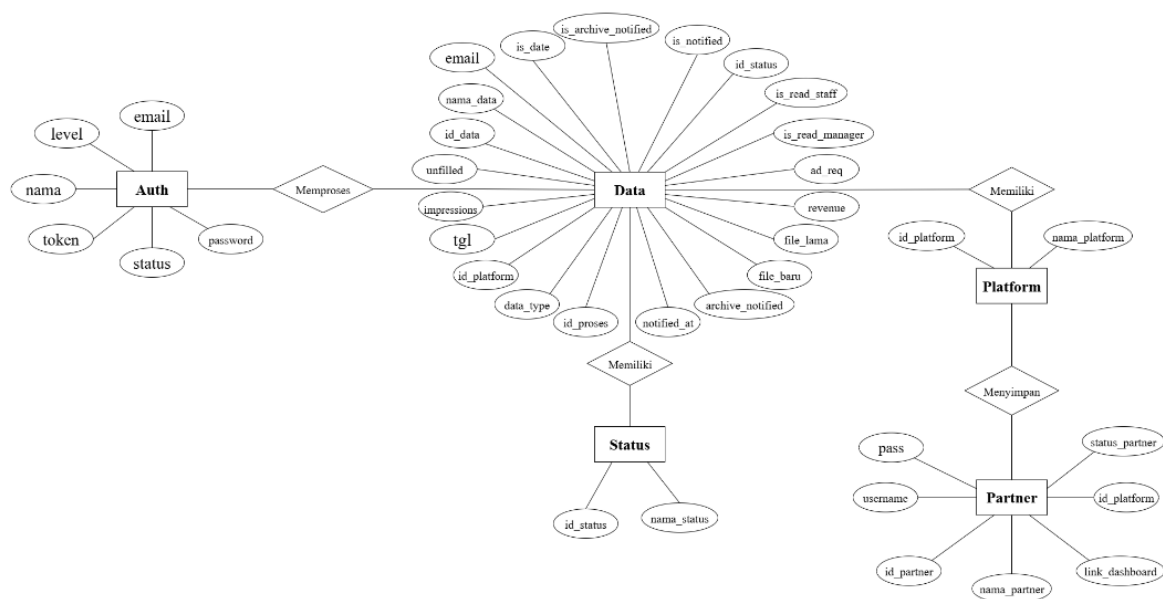 is_archive_notified
is_date
is_notified
email
id_status
nama_data
is_read_staff
email
level
id_data
is_read_manager
unfilled
ad_req
nama
Auth
Memproses
Data
Memiliki
impressions
revenue
token
password
tgl
file_lama
id_platform
nama_platform
status
id_platform
file_baru
Platform
data_type
archive_notified
id_proses
notified_at
Memiliki
Menyimpan
Status
pass
status_partner
username
Partner
id_platform
id_status
nama_status
id_partner
link_dashboard
nama_partner